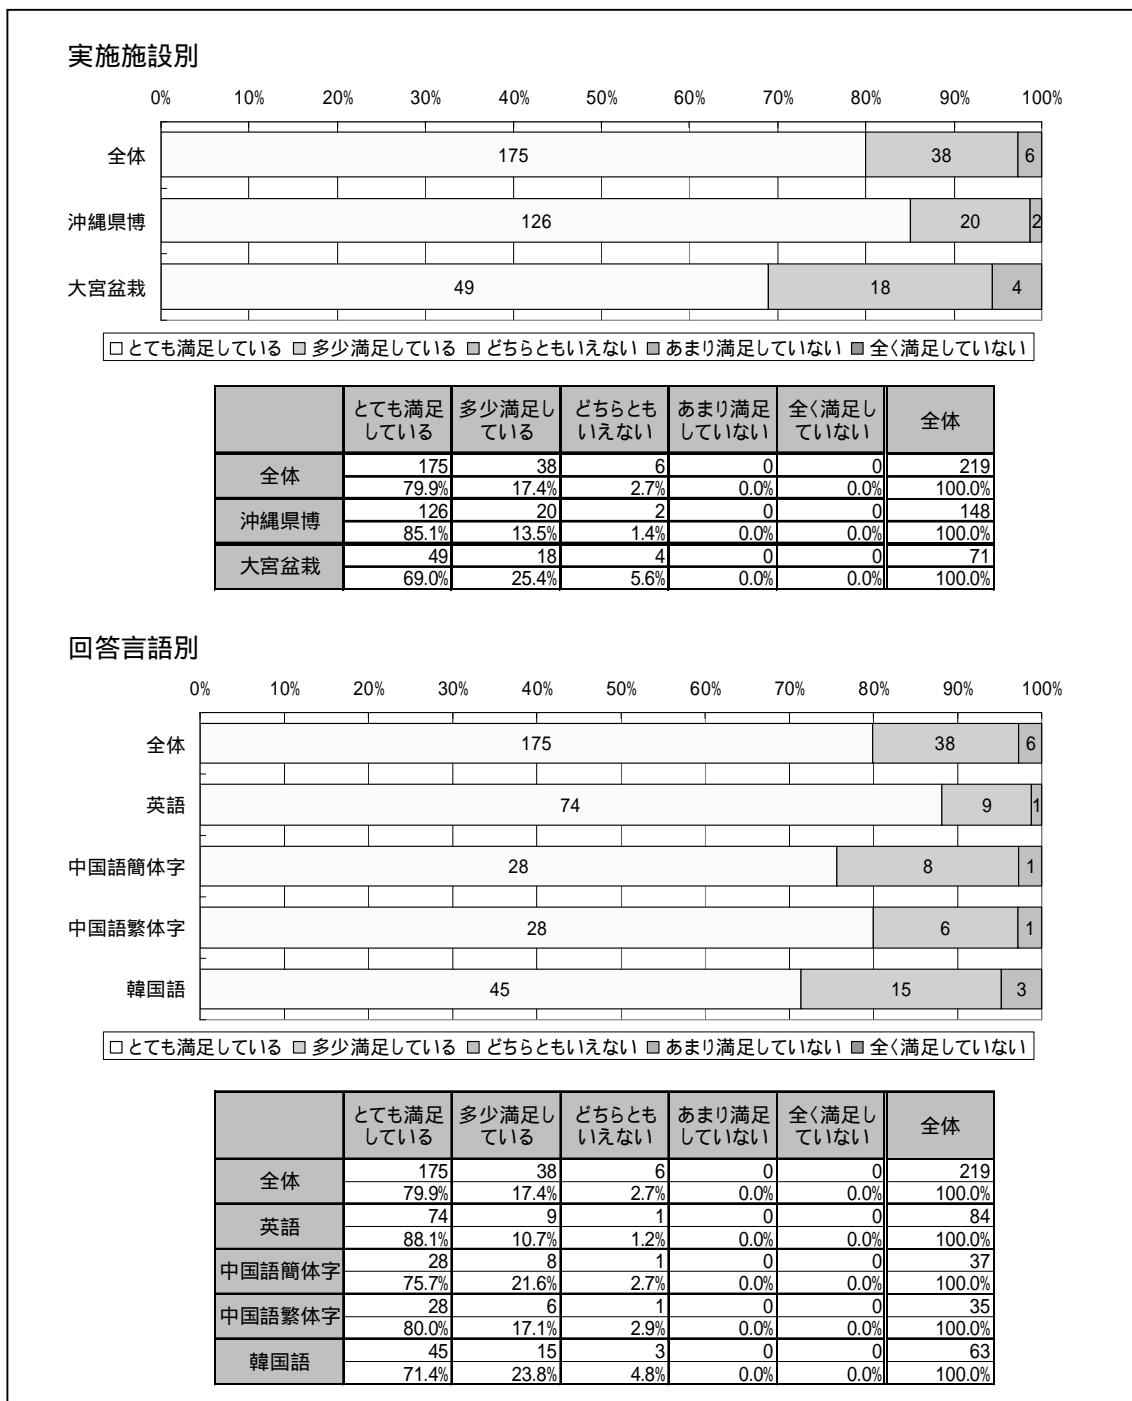 実施施設別
0% 10% 20% 30% 40% 50% 60% 70% 80% 90% 100%
全体 175 38 6
沖縄県博 126 20 2
大宮盆栽 49 18 4
□とても満足している □多少満足している □どちらともいえない □あまり満足していない ■全く満足していない
とても満足 多少満足し どちらとも あまり満足 全く満足し 全体
している ている いえない していない ていない
全体 175 38 6 0 0 219
79.9% 17.4% 2.7% 0.0% 0.0% 100.0%
沖縄県博 126 20 2 0 0 148
85.1% 13.5% 1.4% 0.0% 0.0% 100.0%
大宮盆栽 49 18 4 0 0 71
69.0% 25.4% 5.6% 0.0% 0.0% 100.0%
回答言語別
0% 10% 20% 30% 40% 50% 60% 70% 80% 90% 100%
全体 175 38 6
英語 74 9 1
中国語簡体字 28 8 1
中国語繁体字 28 6 1
韓国語 45 15 3
□とても満足している □多少満足している □どちらともいえない □あまり満足していない ■全く満足していない
とても満足 多少満足し どちらとも あまり満足 全く満足し 全体
している ている いえない していない ていない
全体 175 38 6 0 0 219
79.9% 17.4% 2.7% 0.0% 0.0% 100.0%
英語 74 9 1 0 0 84
88.1% 10.7% 1.2% 0.0% 0.0% 100.0%
中国語簡体字 28 8 1 0 0 37
75.7% 21.6% 2.7% 0.0% 0.0% 100.0%
中国語繁体字 28 6 1 0 0 35
80.0% 17.1% 2.9% 0.0% 0.0% 100.0%
韓国語 45 15 3 0 0 63
71.4% 23.8% 4.8% 0.0% 0.0% 100.0%